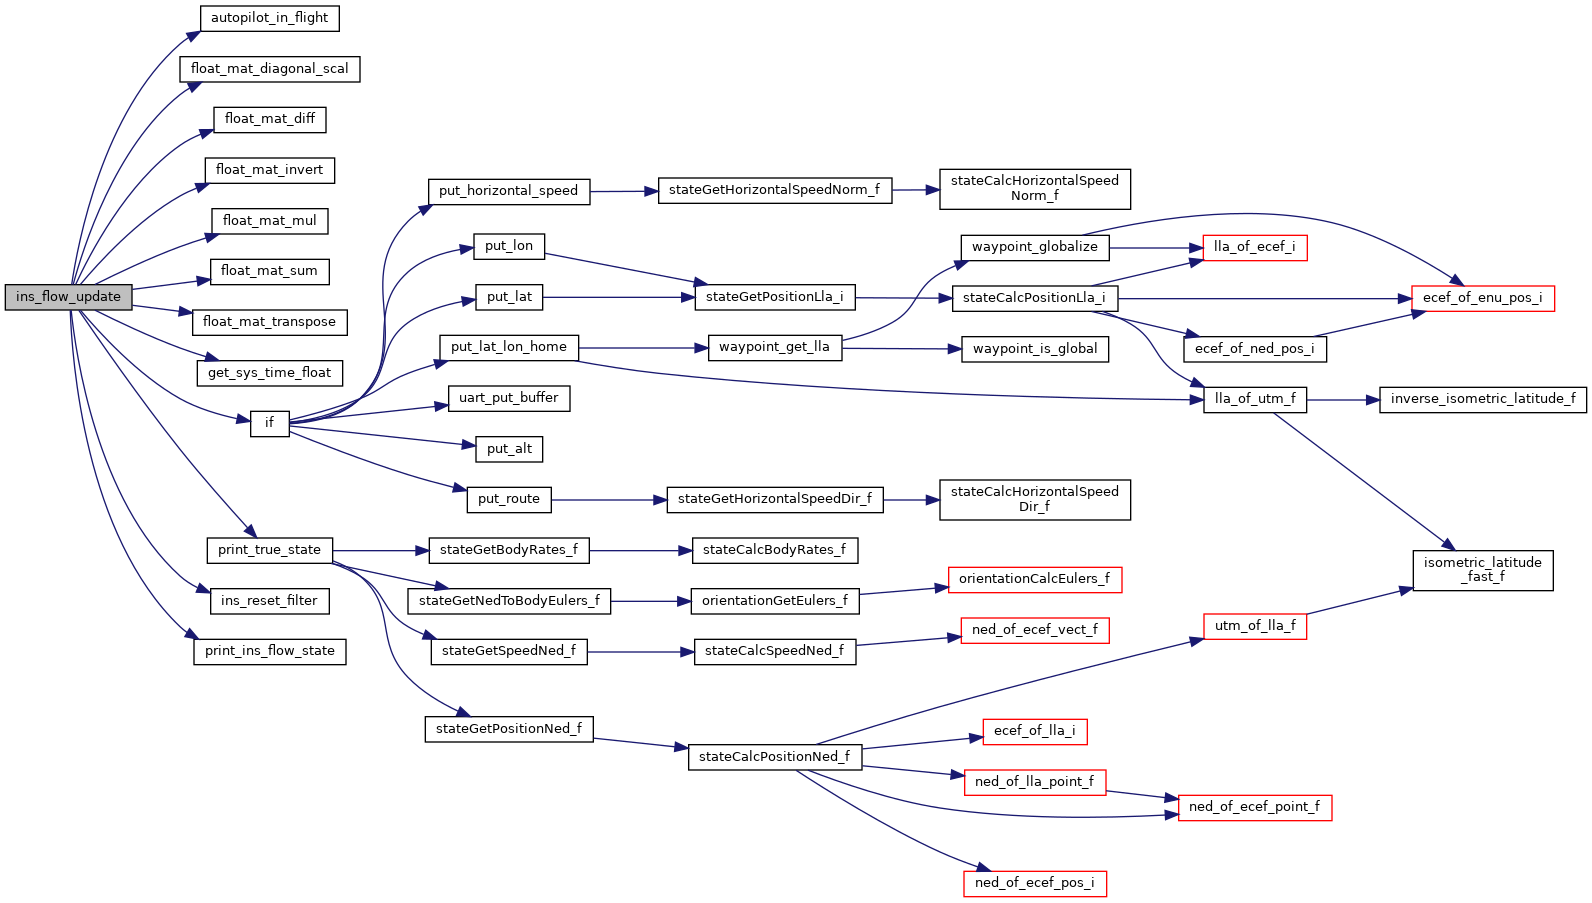 autopilot_in_flight
float_mat_diagonal_scal
float_mat_diff
float_mat_invert
float_mat_mul
float_mat_sum
ins_flow_update
float_mat_transpose
get_sys_time_float
if
print_true_state
ins_reset_filter
print_ins_flow_state
put_horizontal_speed
put_lon
put_lat
put_lat_lon_home
uart_put_buffer
put_alt
put_route
stateGetBodyRates_f
stateGetNedToBodyEulers_f
stateGetSpeedNed_f
stateGetPositionNed_f
stateGetHorizontalSpeedNorm_f
stateGetPositionLla_i
waypoint_get_lla
stateGetHorizontalSpeedDir_f
stateCalcBodyRates_f
orientationGetEulers_f
stateCalcSpeedNed_f
stateCalcPositionNed_f
stateCalcHorizontalSpeed
Norm_f
waypoint_globalize
stateCalcPositionLla_i
waypoint_is_global
stateCalcHorizontalSpeed
Dir_f
orientationCalcEulers_f
ned_of_ecef_vect_f
ecef_of_lla_i
ned_of_lla_point_f
ned_of_ecef_pos_i
lla_of_ecef_i
ecef_of_ned_pos_i
lla_of_utm_f
utm_of_lla_f
ned_of_ecef_point_f
ecef_of_enu_pos_i
inverse_isometric_latitude_f
isometric_latitude
_fast_f